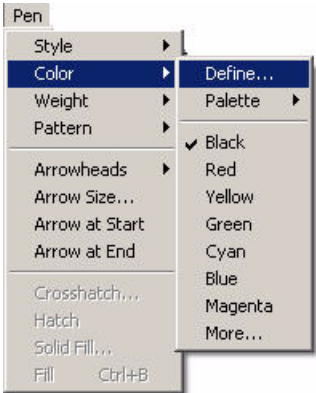 Pen
Style
Color
Weight
Pattern
Arrowheads
Arrow Size...
Arrow at Start
Arrow at End
Crosshatch...
Hatch
Solid Fill...
Fill Ctrl+B
Define...
Palette
Black
Red
Yellow
Green
Cyan
Blue
Magenta
More...